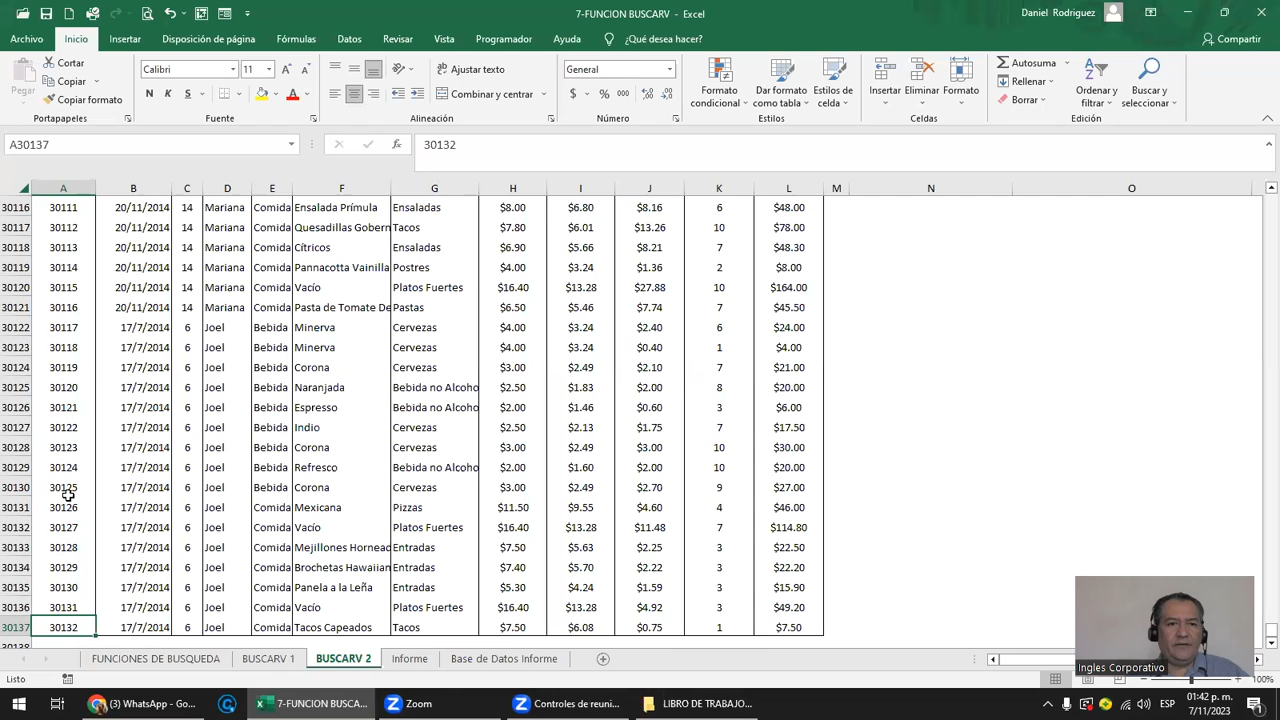 7-FUNCION BUSCARV - Excel
Daniel Rodriguez
Archivo Inicio Insertar Disposición de página Fórmulas Datos Revisar Vista Programador Ayuda ¿Qué desea hacer? Compartir
Pegar
Cortar
Copiar
Copiar formato
Calibri 11
N K S
Ajustar texto
Combinar y centrar
General
$ % 000
Formato condicional
Dar formato como tabla
Estilos de celda
Insertar Eliminar Formato
Autosuma
Rellenar
Borrar
Ordenar y filtrar
Buscar y seleccionar
Portapapeles Fuente Alineación Número Estilos Celdas Edición
A30137 fx 30132
A B C D E F G H I J K L M N O
30116 30111 20/11/2014 14 Mariana Comida Ensalada Prímula Ensaladas $8.00 $6.80 $8.16 6 $48.00
30117 30112 20/11/2014 14 Mariana Comida Quesadillas Gobern Tacos $7.80 $6.01 $13.26 10 $78.00
30118 30113 20/11/2014 14 Mariana Comida Cítricos Ensaladas $6.90 $5.66 $8.21 7 $48.30
30119 30114 20/11/2014 14 Mariana Comida Pannacotta Vainilla Postres $4.00 $3.24 $1.36 2 $8.00
30120 30115 20/11/2014 14 Mariana Comida Vacío Platos Fuertes $16.40 $13.28 $27.88 10 $164.00
30121 30116 20/11/2014 14 Mariana Comida Pasta de Tomate De Pastas $6.50 $5.46 $7.74 7 $45.50
30122 30117 17/7/2014 6 Joel Bebida Minerva Cervezas $4.00 $3.24 $2.40 6 $24.00
30123 30118 17/7/2014 6 Joel Bebida Minerva Cervezas $4.00 $3.24 $0.40 1 $4.00
30124 30119 17/7/2014 6 Joel Bebida Corona Cervezas $3.00 $2.49 $2.10 7 $21.00
30125 30120 17/7/2014 6 Joel Bebida Naranjada Bebida no Alcoho $2.50 $1.83 $2.00 8 $20.00
30126 30121 17/7/2014 6 Joel Bebida Espresso Bebida no Alcoho $2.00 $1.46 $0.60 3 $6.00
30127 30122 17/7/2014 6 Joel Bebida Indio Cervezas $2.50 $2.13 $1.75 7 $17.50
30128 30123 17/7/2014 6 Joel Bebida Corona Cervezas $3.00 $2.49 $3.00 10 $30.00
30129 30124 17/7/2014 6 Joel Bebida Refresco Bebida no Alcoho $2.00 $1.60 $2.00 10 $20.00
30130 30125 17/7/2014 6 Joel Bebida Corona Cervezas $3.00 $2.49 $2.70 9 $27.00
30131 30126 17/7/2014 6 Joel Comida Mexicana Pizzas $11.50 $9.55 $4.60 4 $46.00
30132 30127 17/7/2014 6 Joel Comida Vacío Platos Fuertes $16.40 $13.28 $11.48 7 $114.80
30133 30128 17/7/2014 6 Joel Comida Mejillones Hornead Entradas $7.50 $5.63 $2.25 3 $22.50
30134 30129 17/7/2014 6 Joel Comida Brochetas Hawaiian Entradas $7.40 $5.70 $2.22 3 $22.20
30135 30130 17/7/2014 6 Joel Comida Panela a la Leña Entradas $5.30 $4.24 $1.59 3 $15.90
30136 30131 17/7/2014 6 Joel Comida Vacío Platos Fuertes $16.40 $13.28 $4.92 3 $49.20
30137 30132 17/7/2014 6 Joel Comida Tacos Capeados Tacos $7.50 $6.08 $0.75 1 $7.50
30138
Ingles Corporativo
FUNCIONES DE BUSQUEDA BUSCARV 1 BUSCARV 2 Informe Base de Datos Informe
Listo 100%
(3) WhatsApp - Go... 7-FUNCION BUSCA... Zoom Controles de reuni... LIBRO DE TRABAJO...
ESP
01:42 p. m.
7/11/2023